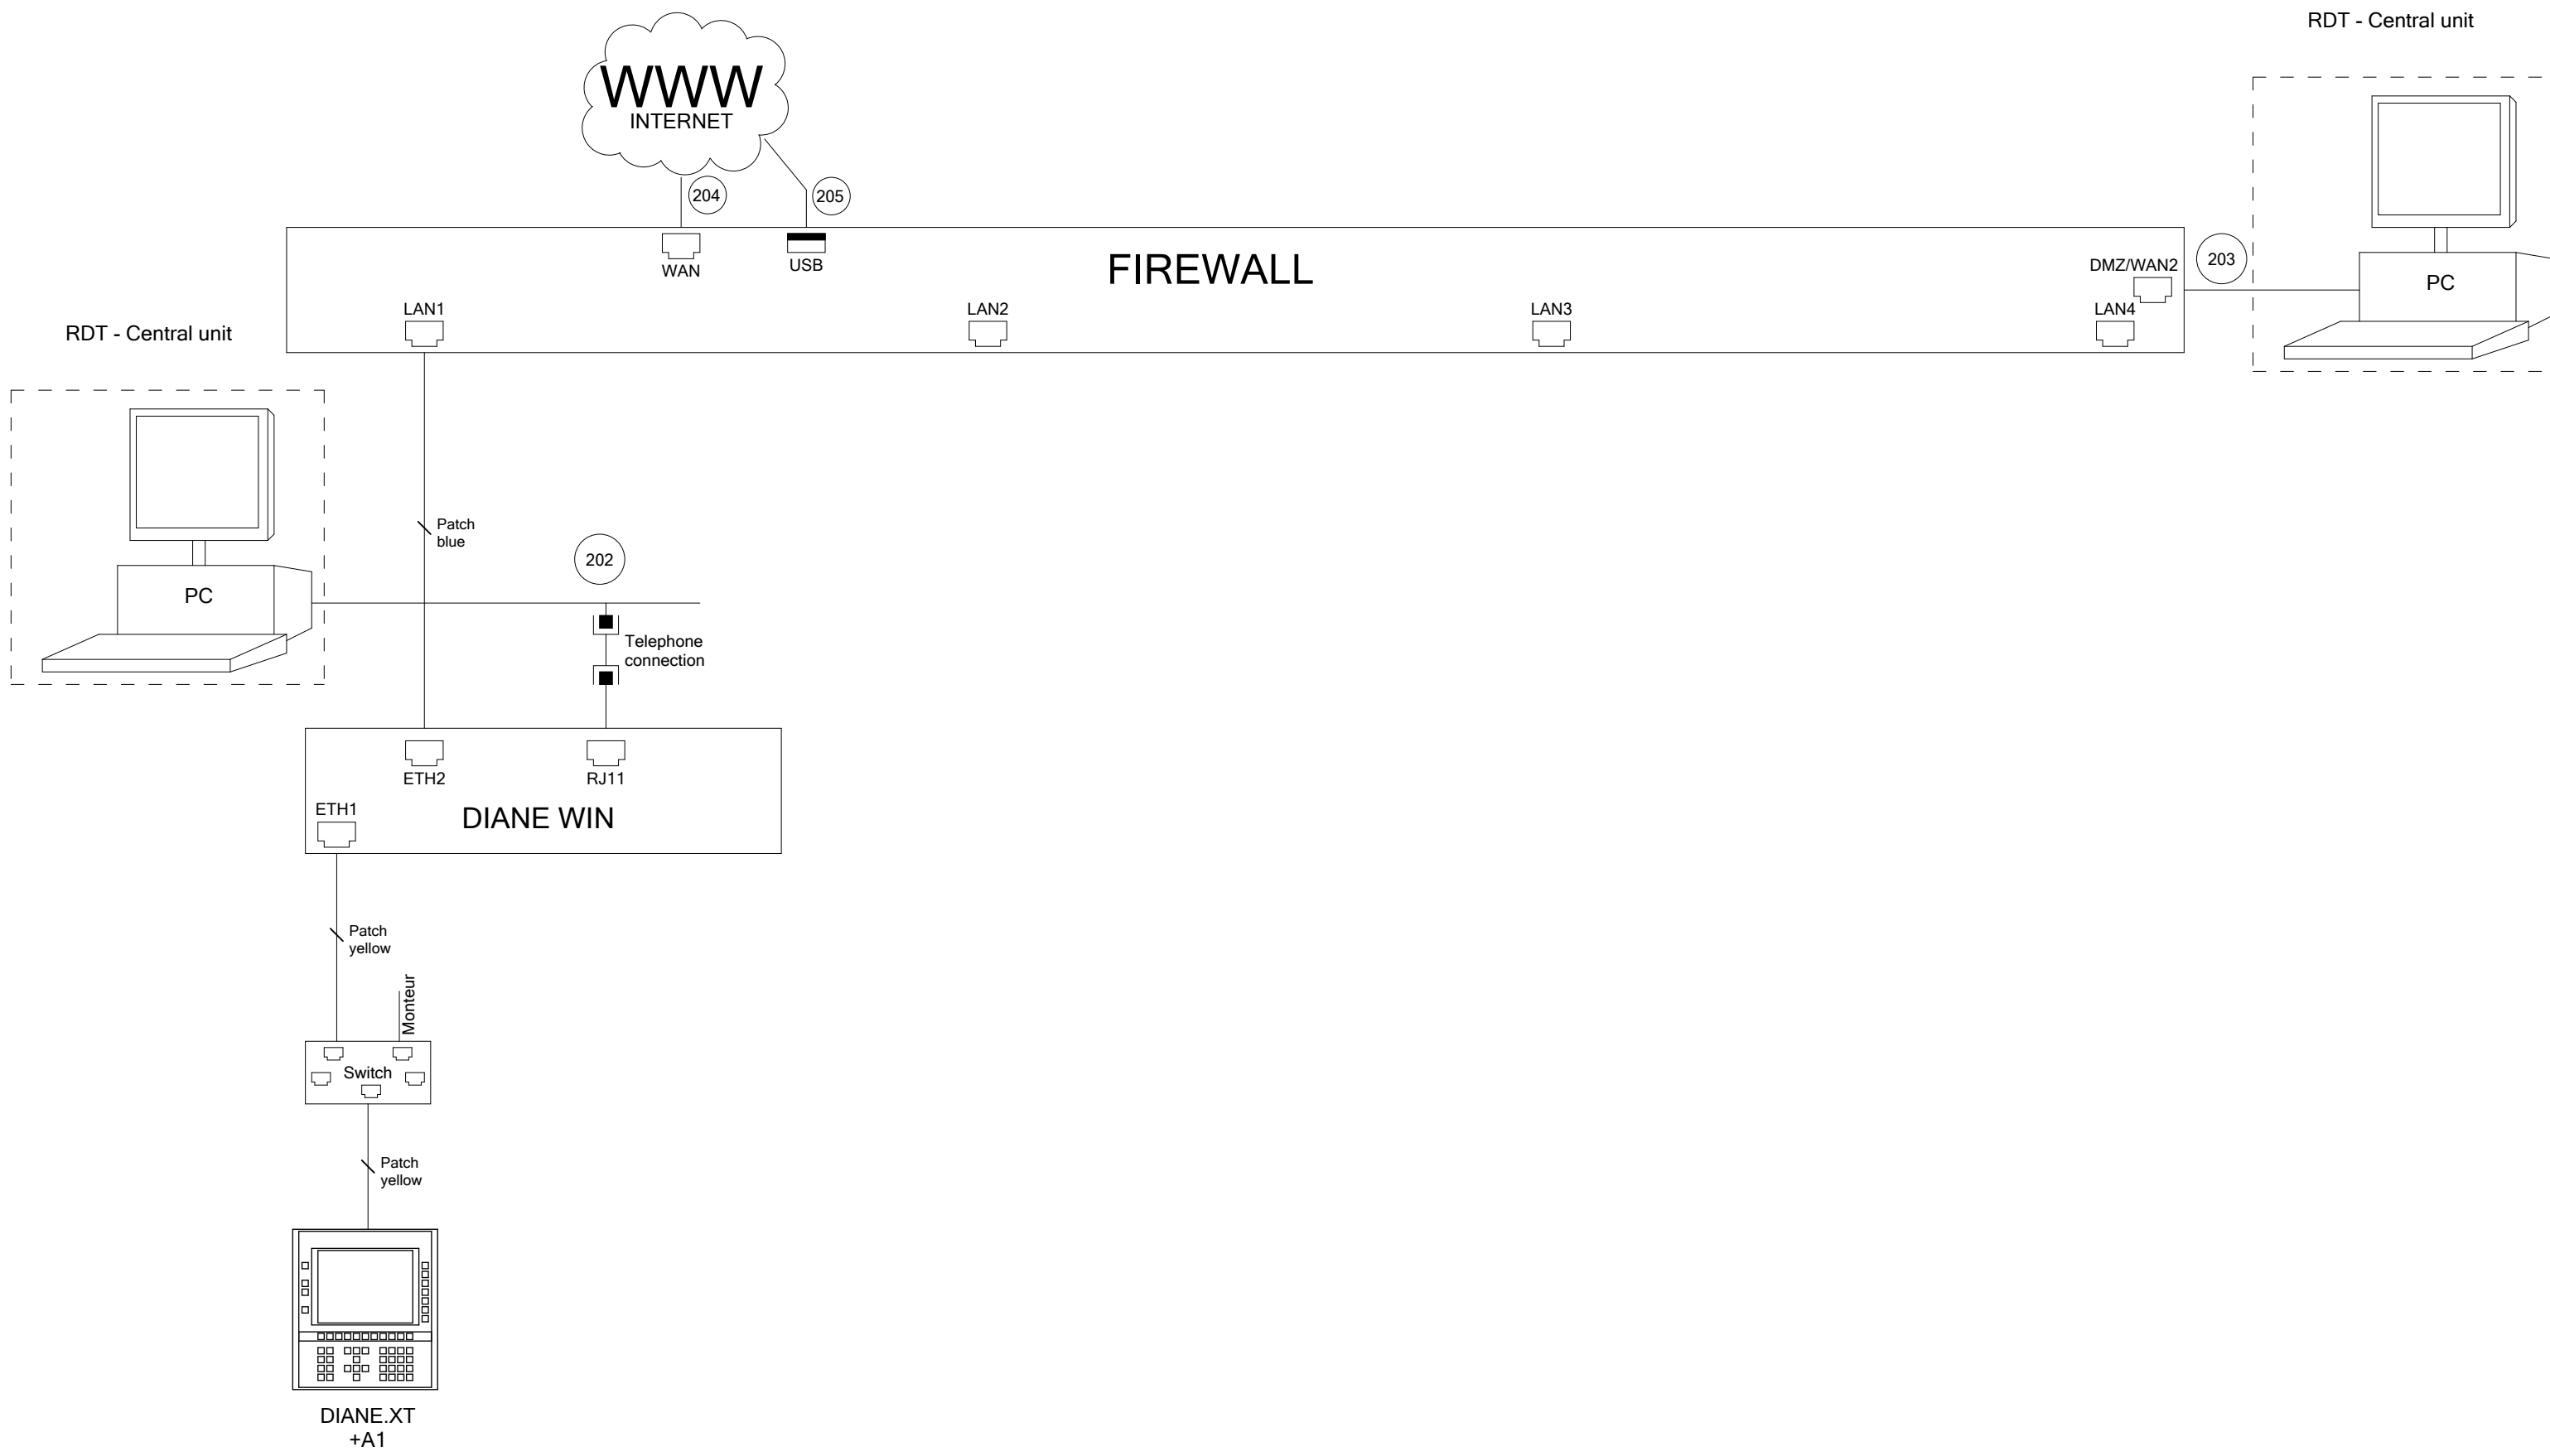 RDT - Central unit
WWW
INTERNET
204
205
WAN
USB
FIREWALL
DMZ/WAN2
203
PC
LAN1
LAN2
LAN3
LAN4
RDT - Central unit
Patch
blue
202
PC
Telephone
connection
ETH2
RJ11
ETH1
DIANE WIN
Patch
yellow
Monteur
Switch
Patch
yellow
DIANE.XT
+A1